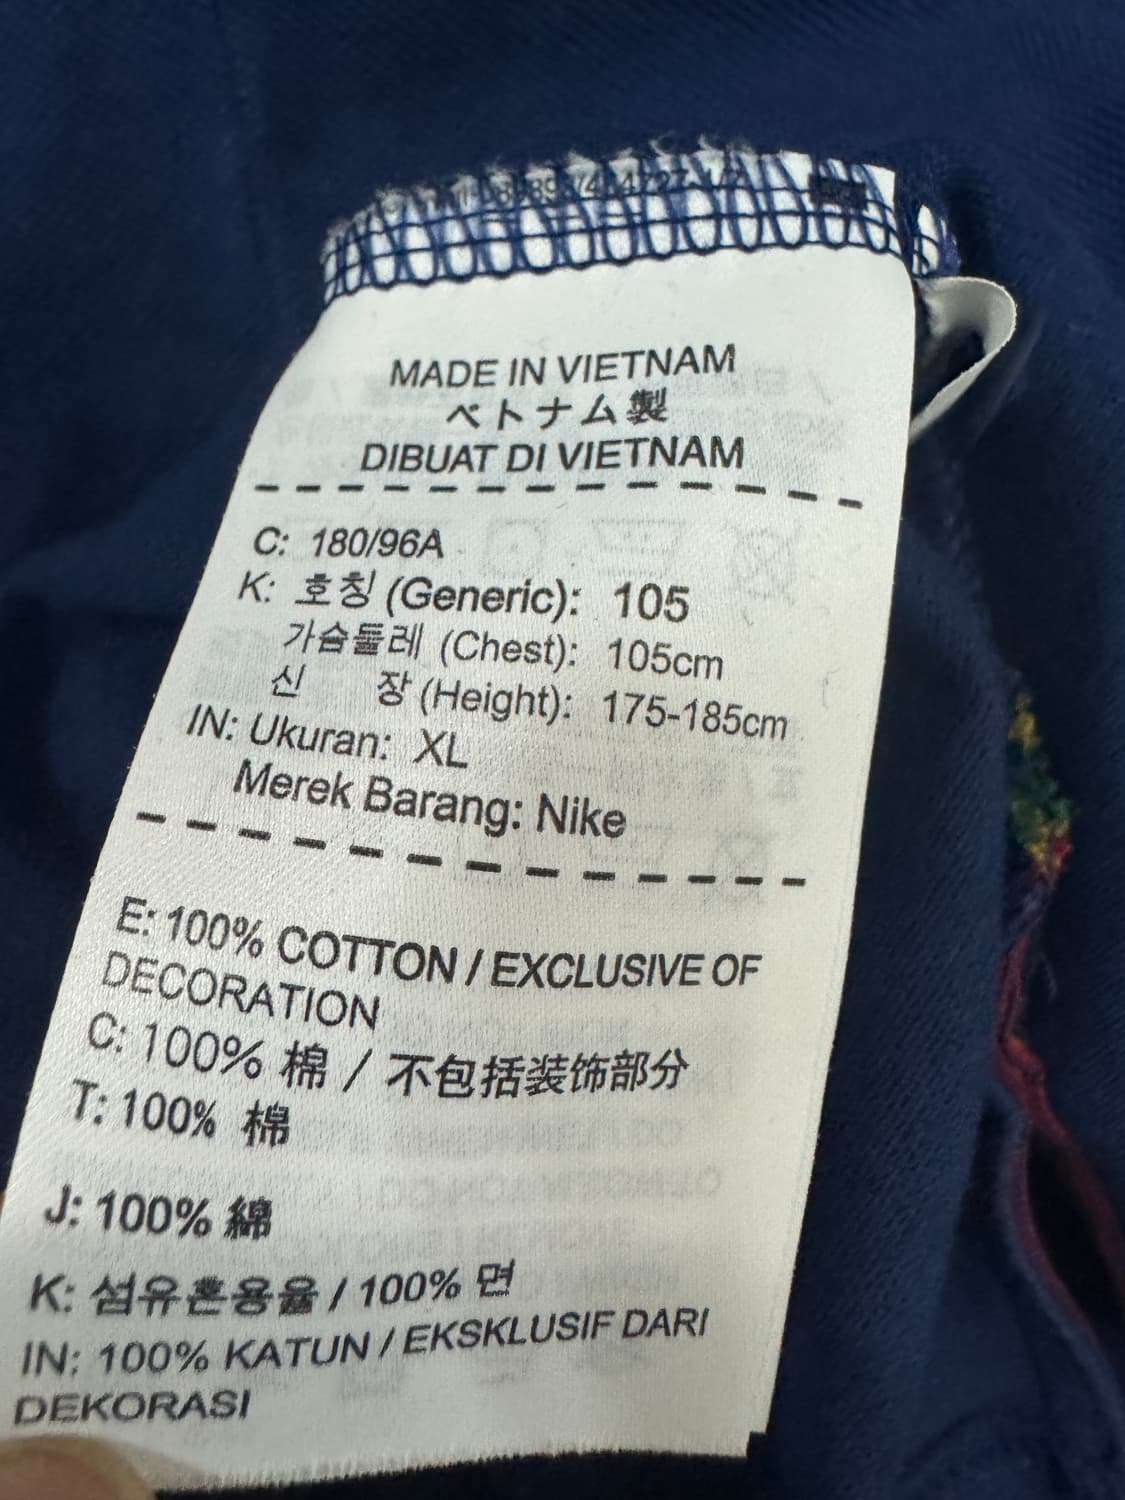 MADE IN VIETNAM
ベトナム製
DIBUAT DI VIETNAM
C: 180/96A
K: 호칭 (Generic): 105
가슴둘레 (Chest): 105cm
신 장 (Height): 175-185cm
IN: Ukuran: XL
Merek Barang: Nike
E: 100% COTTON / EXCLUSIVE OF
DECORATION
C: 100% 棉 / 不包括装饰部分
T: 100% 棉
J: 100% 綿
K: 섬유혼용율 / 100% 면
IN: 100% KATUN / EKSKLUSIF DARI
DEKORASI